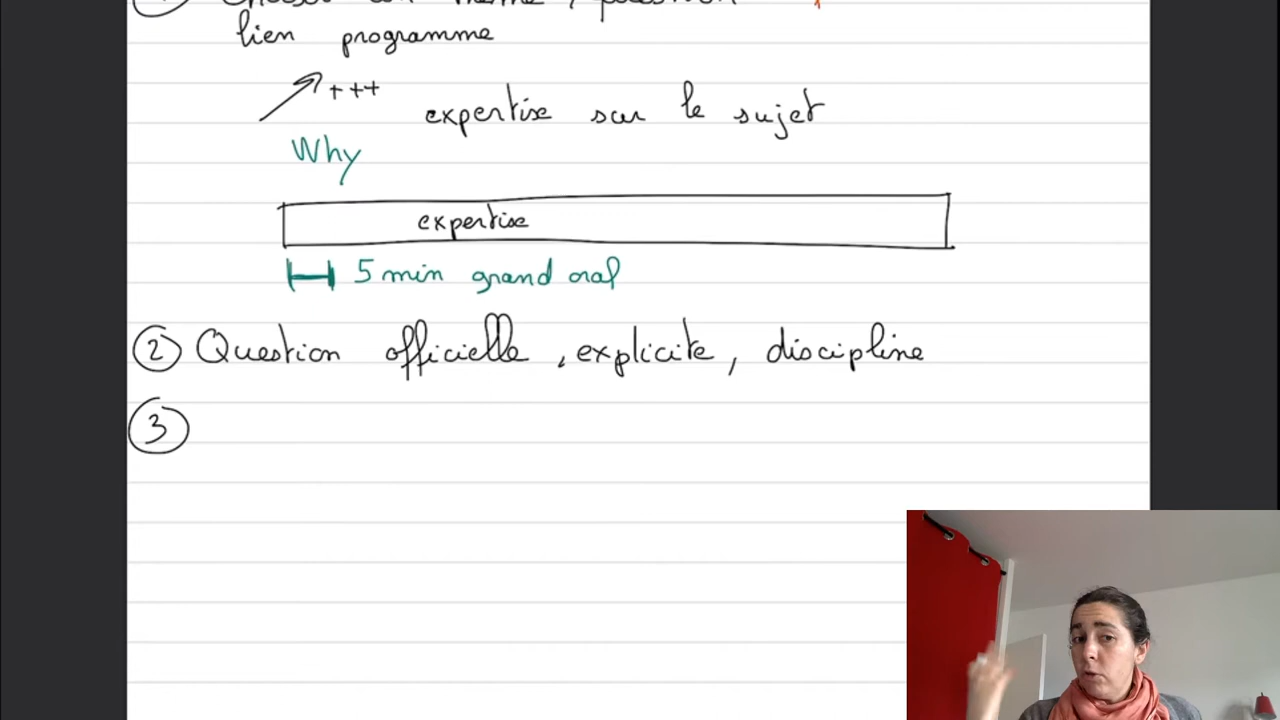 lien programme
+++ expertise sur le sujet
Why
expertise
5 min grand oral
② Question officielle, explicite, discipline
③